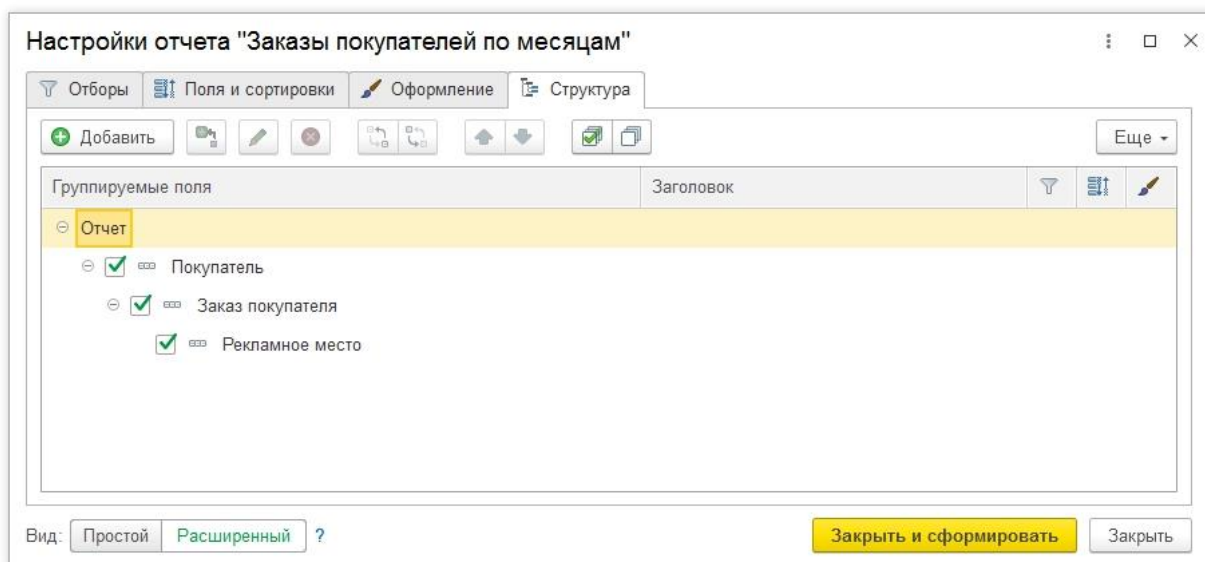 Настройки отчета "Заказы покупателей по месяцам"
Отборы Поля и сортировки Оформление Структура
Добавить Еще
Группируемые поля Заголовок
Отчет
Покупатель
Заказ покупателя
Рекламное место
Вид: Простой Расширенный ? Закрыть и сформировать Закрыть